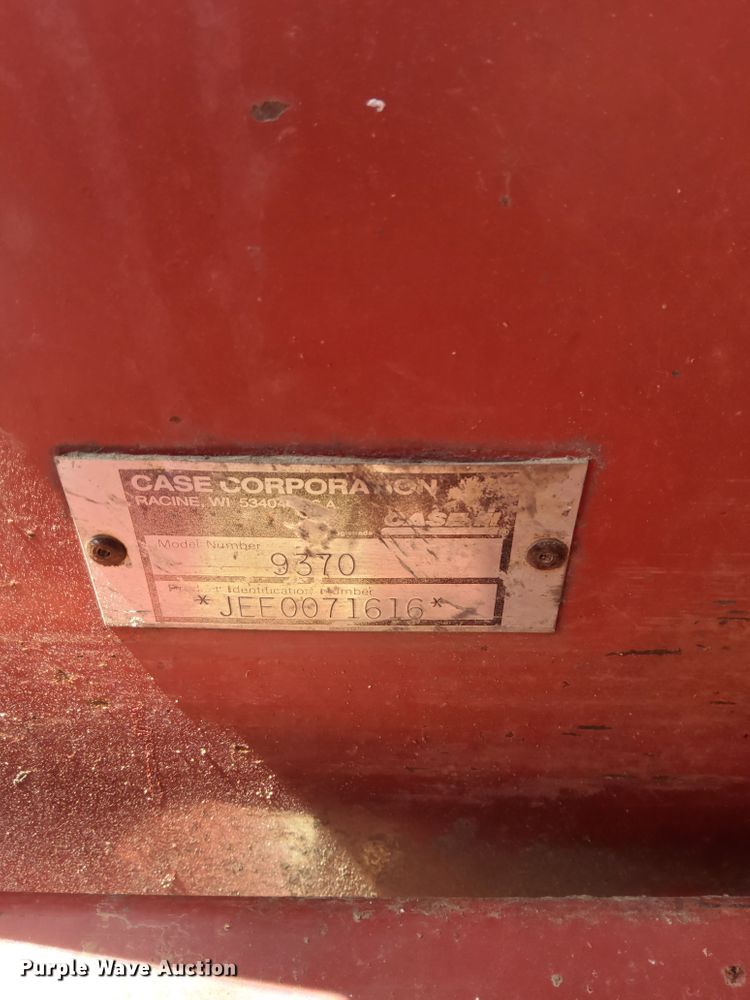 CASE CORPORATION
RACINE, WI 53404
CASE IH
Model Number
9370
Identification Number
*JEE0071616*
Purple Wave Auction